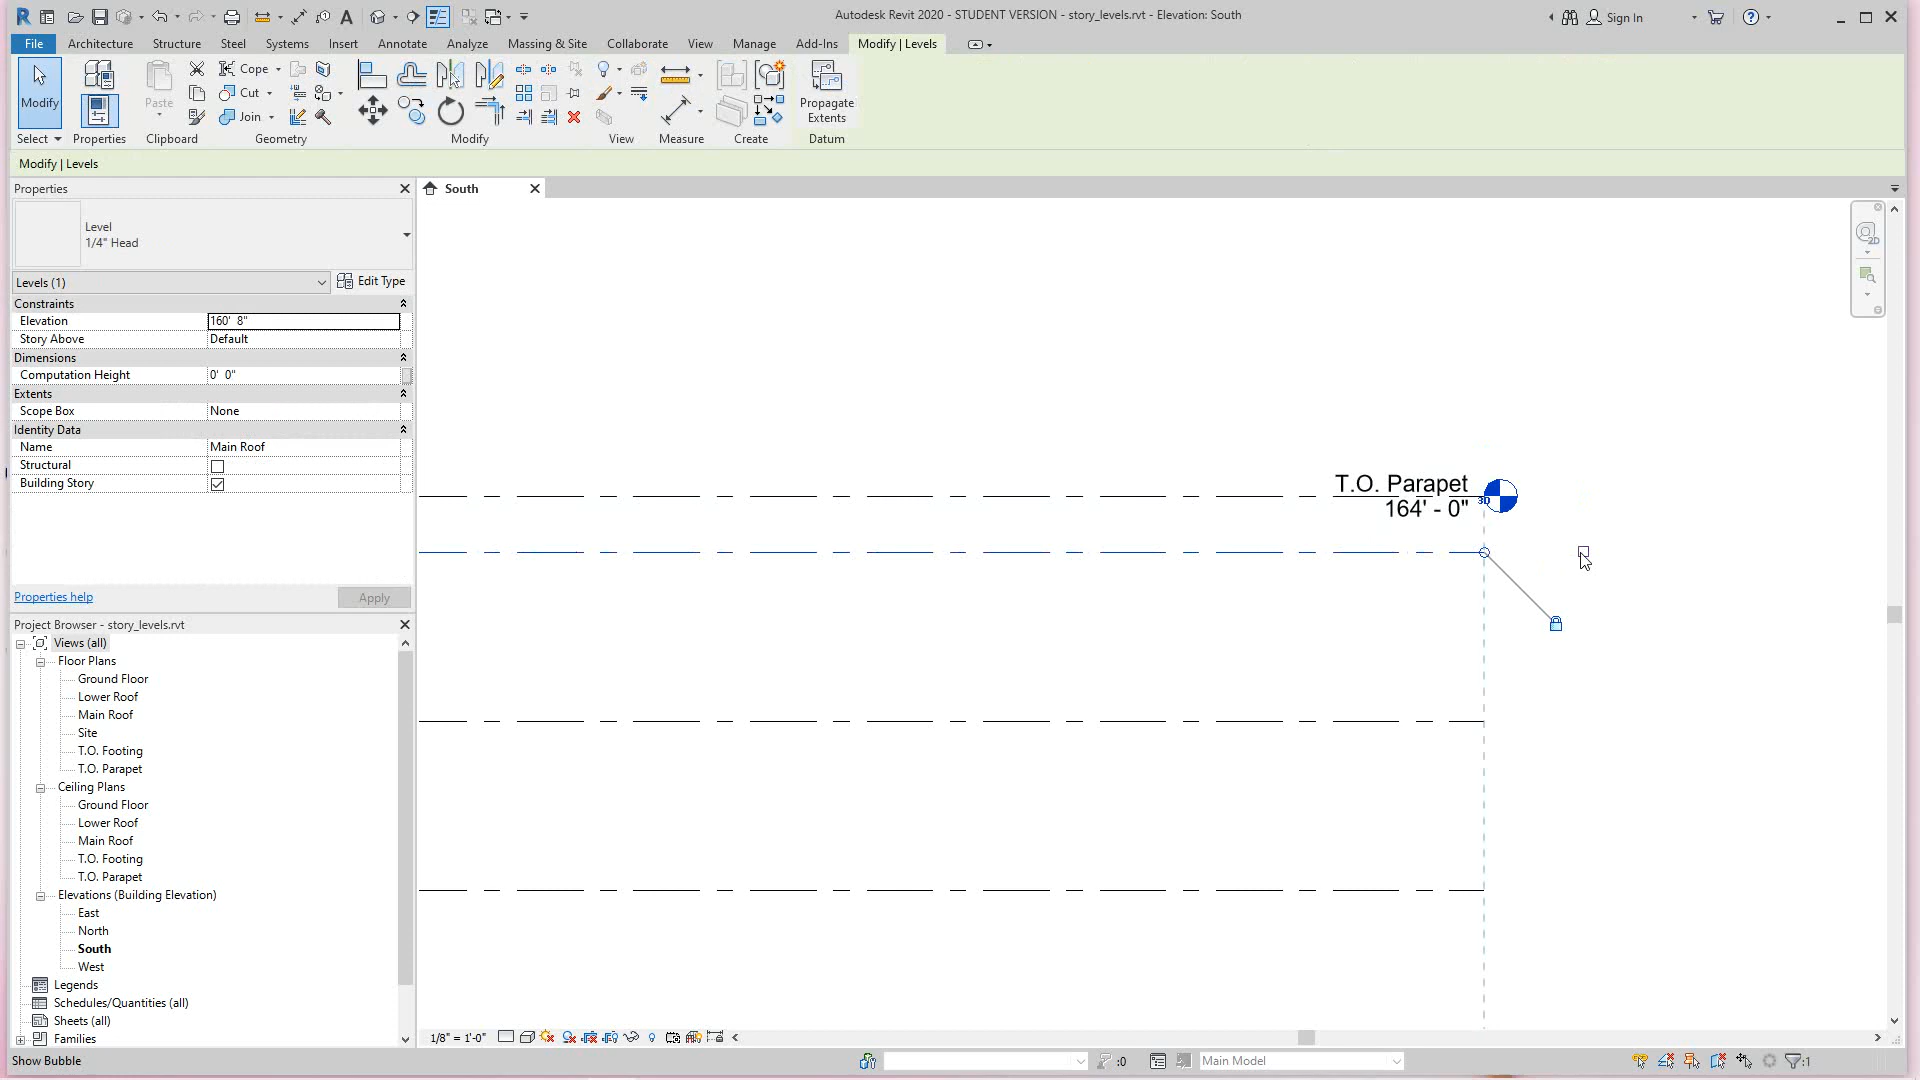 Autodesk Revit 2020 - STUDENT VERSION - story_levels.rvt - Elevation: South
Sign In
File Architecture Structure Steel Systems Insert Annotate Analyze Massing & Site Collaborate View Manage Add-Ins Modify | Levels
Modify
Paste
Cope
Cut
Join
Propagate
Extents
Select Properties Clipboard Geometry Modify View Measure Create Datum
Modify | Levels
Properties
South
Level
1/4" Head
Levels (1)
Edit Type
Constraints
Elevation 160' 8"
Story Above Default
Dimensions
Computation Height 0' 0"
Extents
Scope Box None
Identity Data
Name Main Roof
Structural
Building Story
Properties help
Apply
Project Browser - story_levels.rvt
Views (all)
Floor Plans
Ground Floor
Lower Roof
Main Roof
Site
T.O. Footing
T.O. Parapet
Ceiling Plans
Ground Floor
Lower Roof
Main Roof
T.O. Footing
T.O. Parapet
Elevations (Building Elevation)
East
North
South
West
Legends
Schedules/Quantities (all)
Sheets (all)
Families
2D
T.O. Parapet
164' - 0"
3D
1/8" = 1'-0"
Show Bubble
:0
Main Model
:1